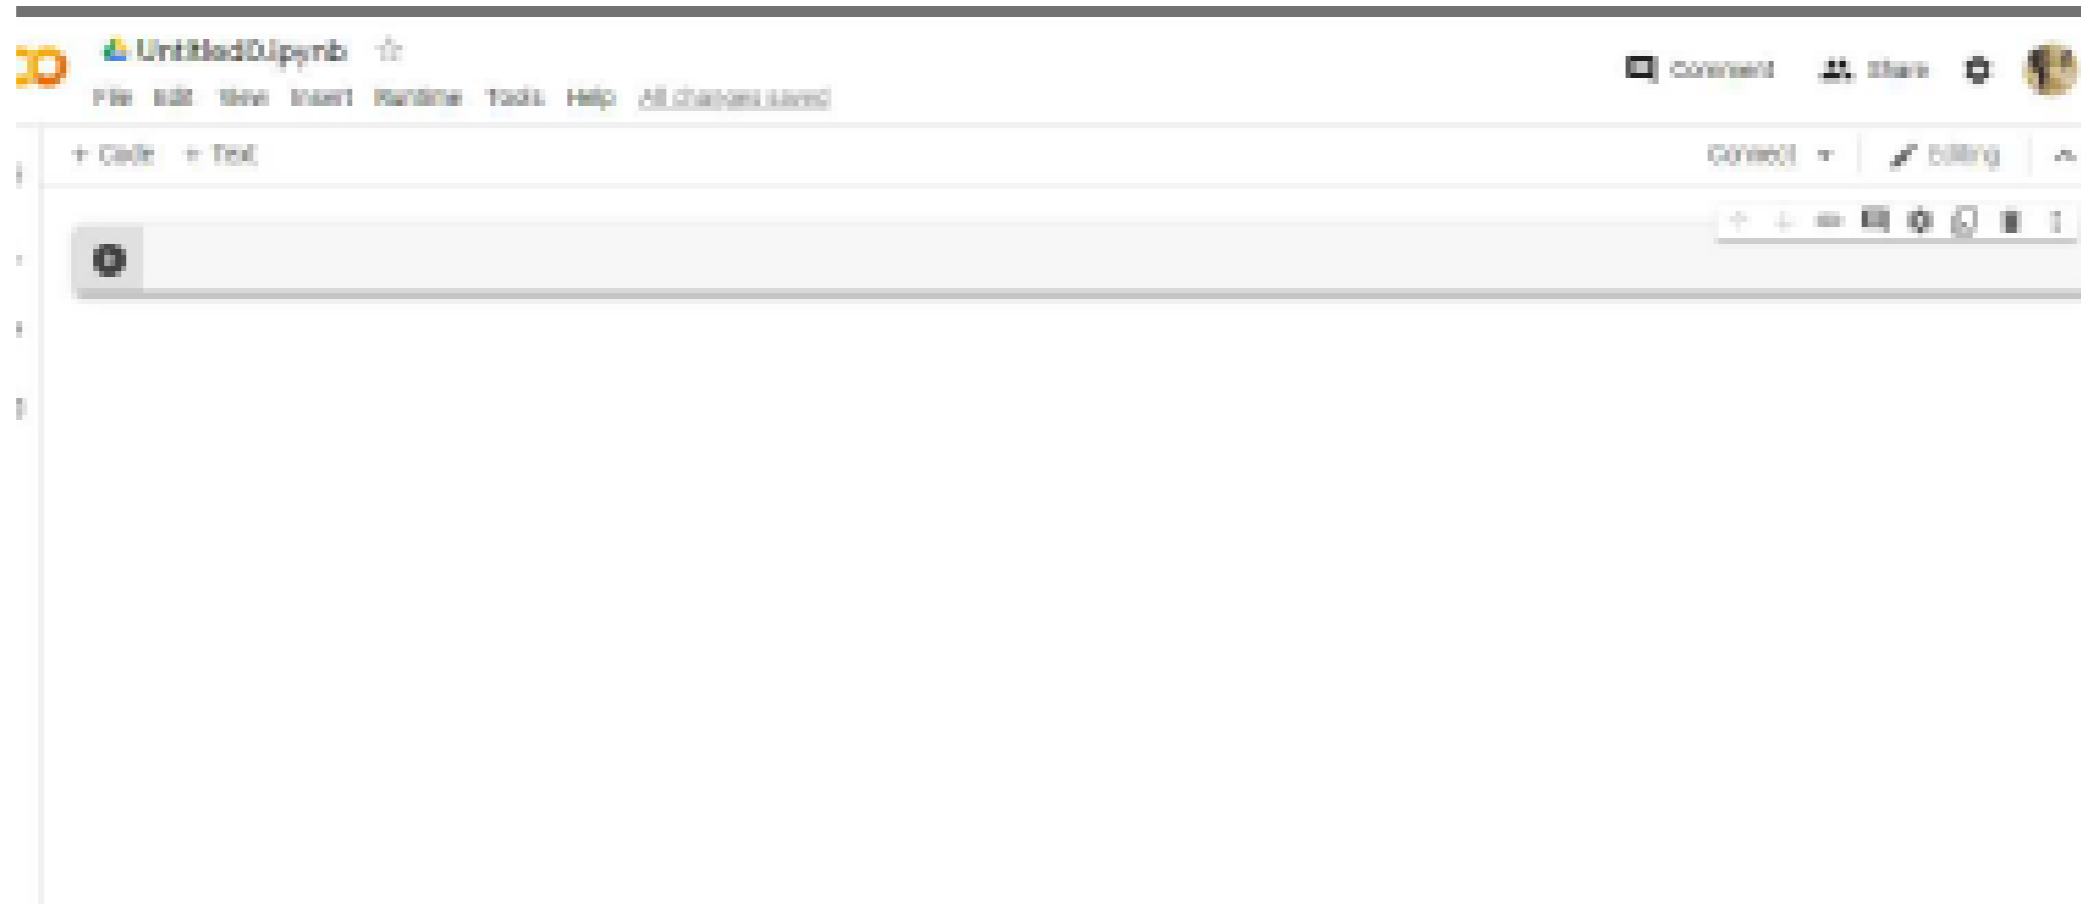 Untitled0.ipynb
Comment Share
File Edit View Insert Runtime Tools Help All changes saved
+ Code + Text
Connect Editing